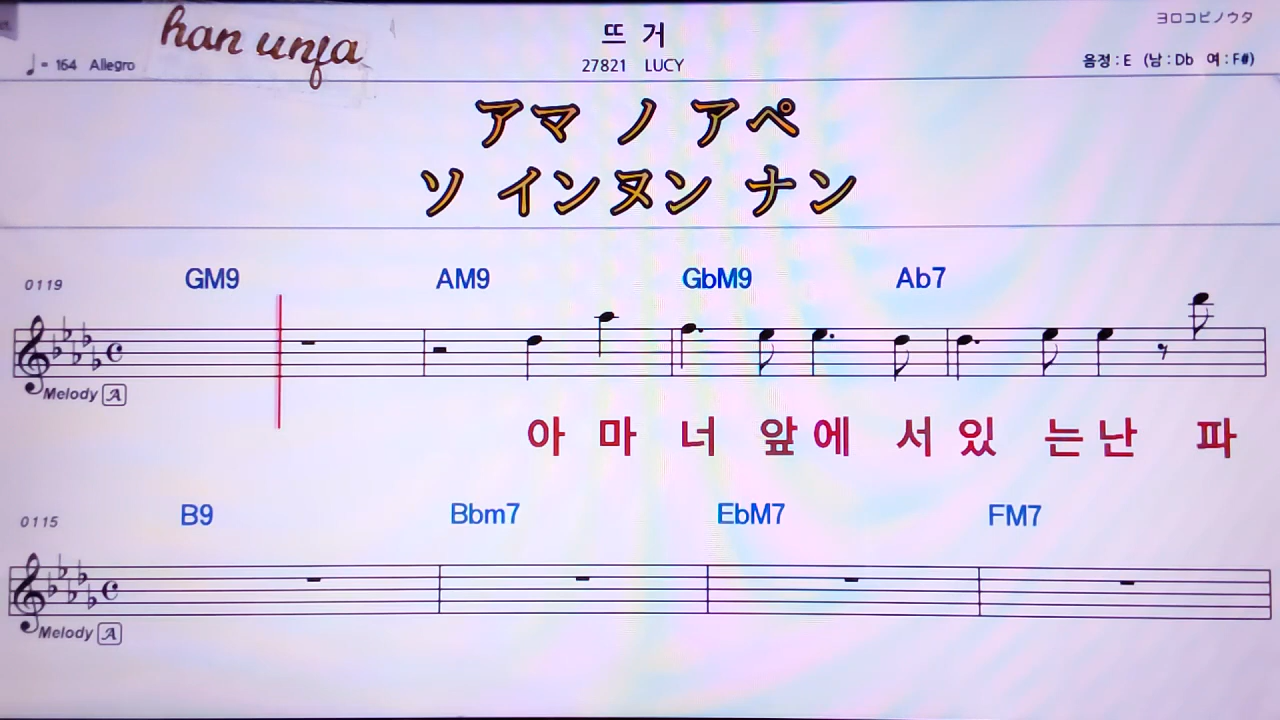 han unfa
뜨 거
ヨロコビノウタ
♩= 164 Allegro
27821 LUCY
음정 : E (남 : Db 여 : F#)
アマ ノ アペ
ソ インヌン ナン
0119 GM9 AM9 GbM9 Ab7
Melody A
아 마 너 앞에 서있 는난 파
0115 B9 Bbm7 EbM7 FM7
Melody A